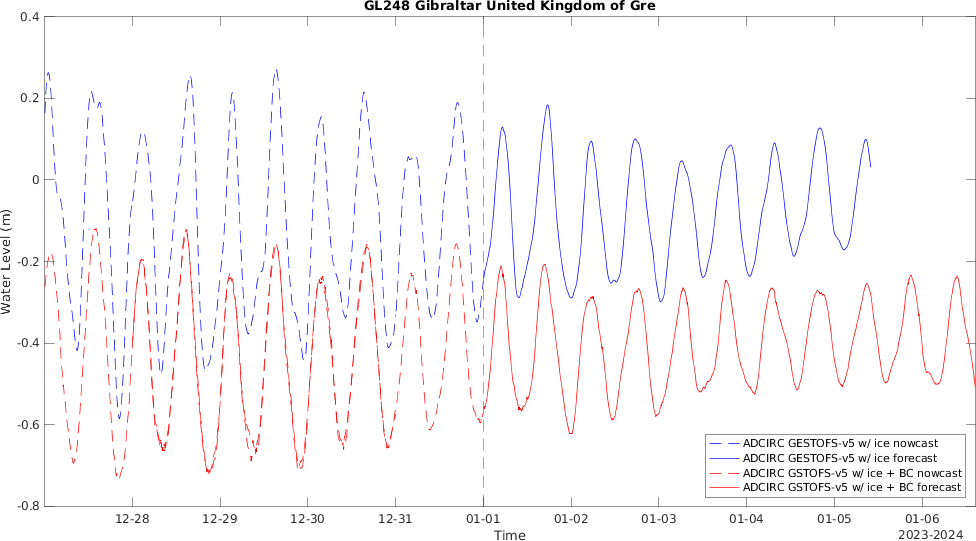 GL248 Gibraltar United Kingdom of Gre
0.4
0.2
0
-0.2
-0.4
-0.6
-0.8
Water Level (m)
ADCIRC GESTOFS-v5 w/ ice nowcast
ADCIRC GESTOFS-v5 w/ ice forecast
ADCIRC GSTOFS-v5 w/ ice + BC nowcast
ADCIRC GSTOFS-v5 w/ ice + BC forecast
12-28 12-29 12-30 12-31 01-01 01-02 01-03 01-04 01-05 01-06
Time
2023-2024